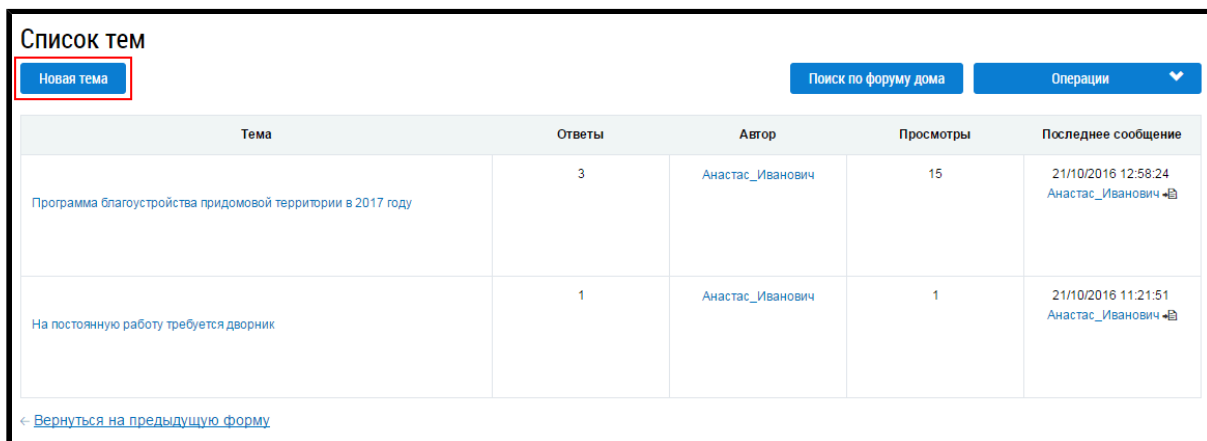 Список тем
Новая тема
Поиск по форуму дома
Операции
Тема
Ответы
Автор
Просмотры
Последнее сообщение
Программа благоустройства придомовой территории в 2017 году
3
Анастас_Иванович
15
21/10/2016 12:58:24
Анастас_Иванович
На постоянную работу требуется дворник
1
Анастас_Иванович
1
21/10/2016 11:21:51
Анастас_Иванович
← Вернуться на предыдущую форму